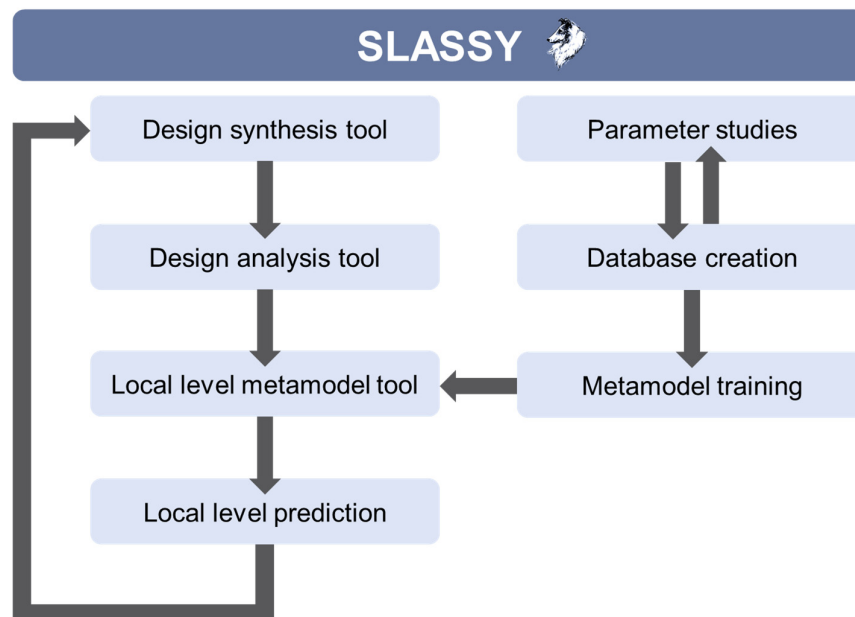 SLASSY
Design synthesis tool
Parameter studies
Design analysis tool
Database creation
Local level metamodel tool
Metamodel training
Local level prediction